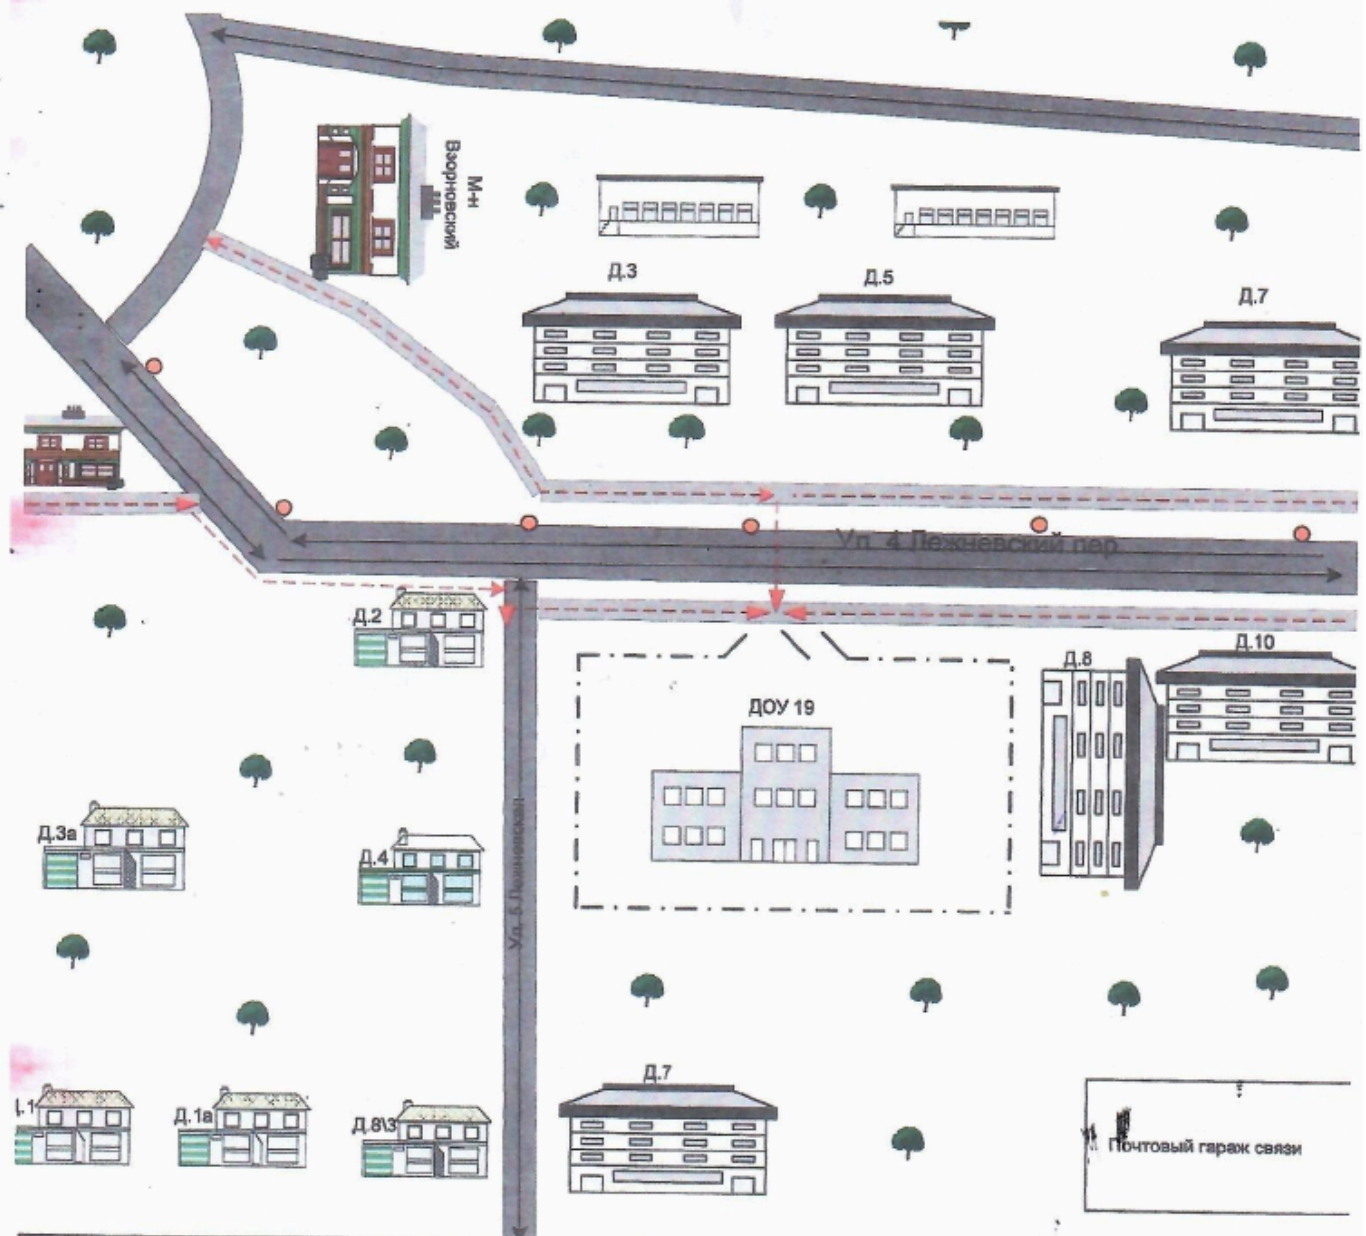 М-н
Взорновский
Д.3
Д.5
Д.7
Ул. 4 Лежневский пер
Д.2
Д.8
Д.10
ДОУ 19
Д.3а
Д.4
Ул. 5 Лежневская
Д.7
Д.1а
Д.8\3
Почтовый гараж связи